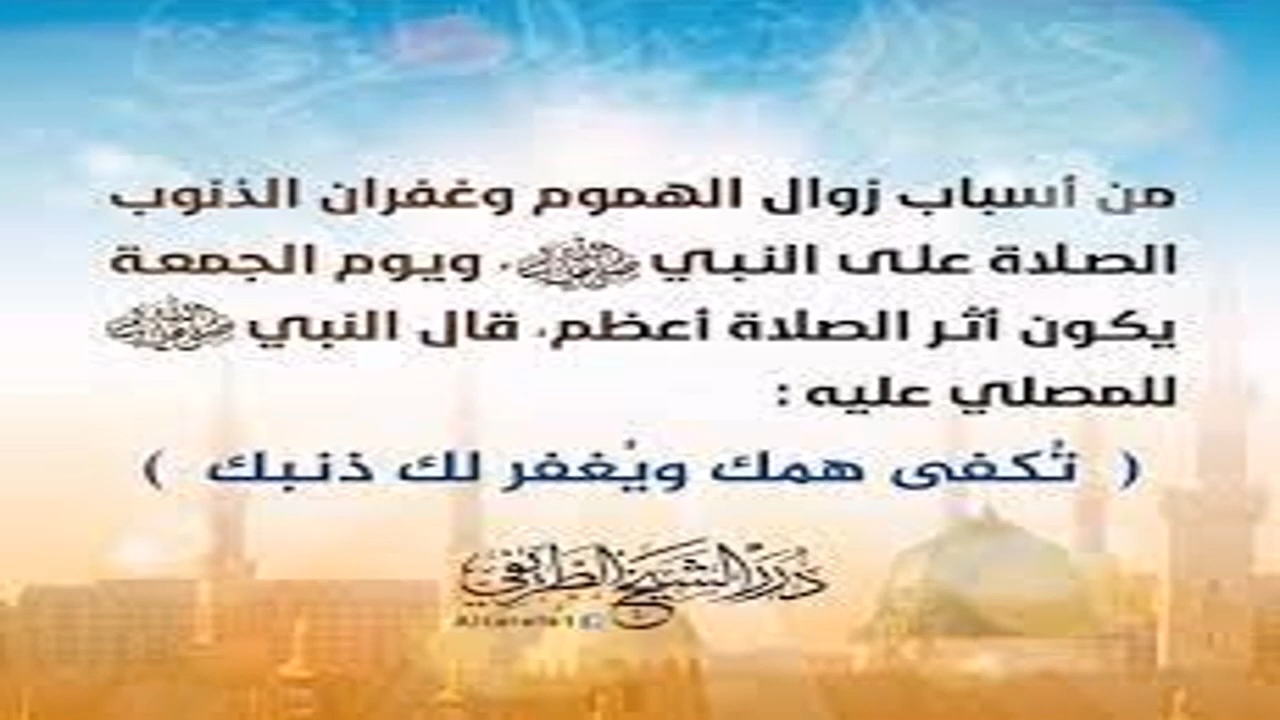 من أسباب زوال الهموم وغفران الذنوب
الصلاة على النبي ﷺ، ويوم الجمعة
يكون أثر الصلاة أعظم، قال النبي ﷺ
للمصلي عليه :
( تُكفى همك ويُغفر لك ذنبك )
دُرَرُ الشيخ الطريفي